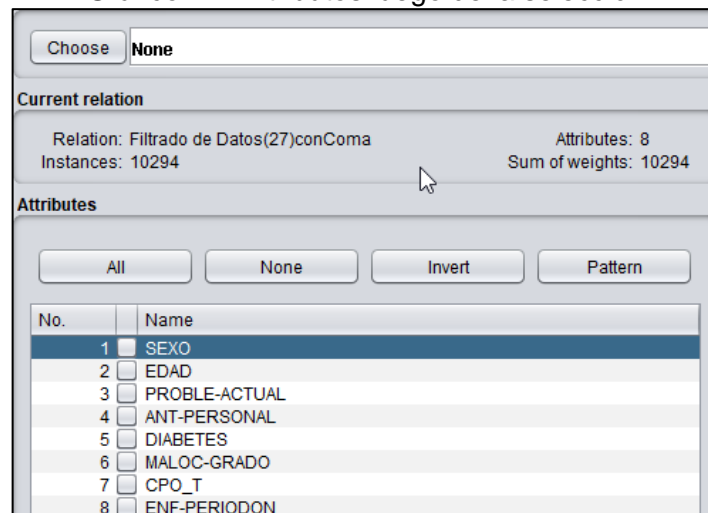 Choose None
Current relation
Relation: Filtrado de Datos(27)conComa Attributes: 8
Instances: 10294 Sum of weights: 10294
Attributes
All None Invert Pattern
No. Name
1 SEXO
2 EDAD
3 PROBLE-ACTUAL
4 ANT-PERSONAL
5 DIABETES
6 MALOC-GRADO
7 CPO_T
8 ENF-PERIODON